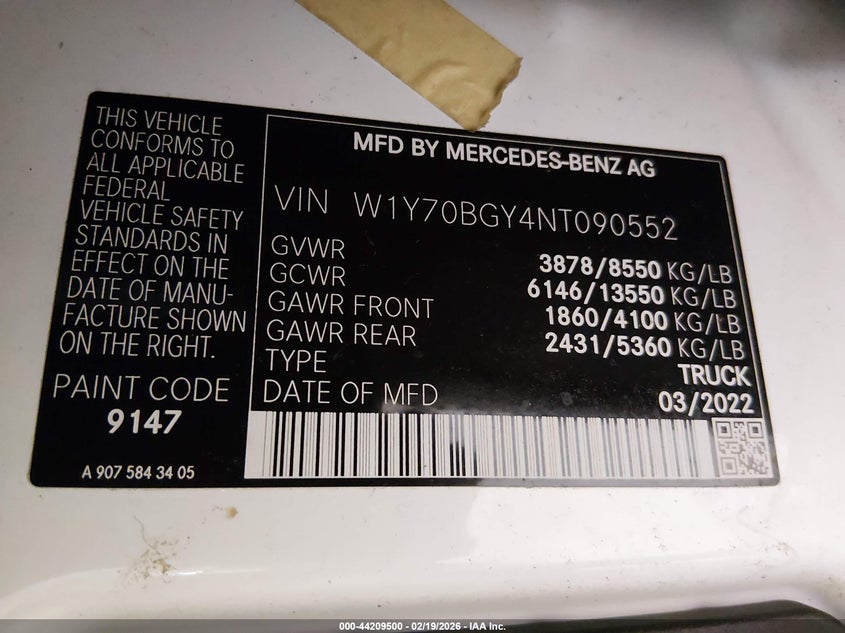 THIS VEHICLE
CONFORMS TO
ALL APPLICABLE
FEDERAL
VEHICLE SAFETY
STANDARDS IN
EFFECT ON THE
DATE OF MANU-
FACTURE SHOWN
ON THE RIGHT.
PAINT CODE
9147
A 907 584 34 05
MFD BY MERCEDES-BENZ AG
VIN W1Y70BGY4NT090552
GVWR 3878/8550 KG/LB
GCWR 6146/13550 KG/LB
GAWR FRONT 1860/4100 KG/LB
GAWR REAR 2431/5360 KG/LB
TYPE TRUCK
DATE OF MFD 03/2022
000-44209500 - 02/19/2026 - IAA Inc.